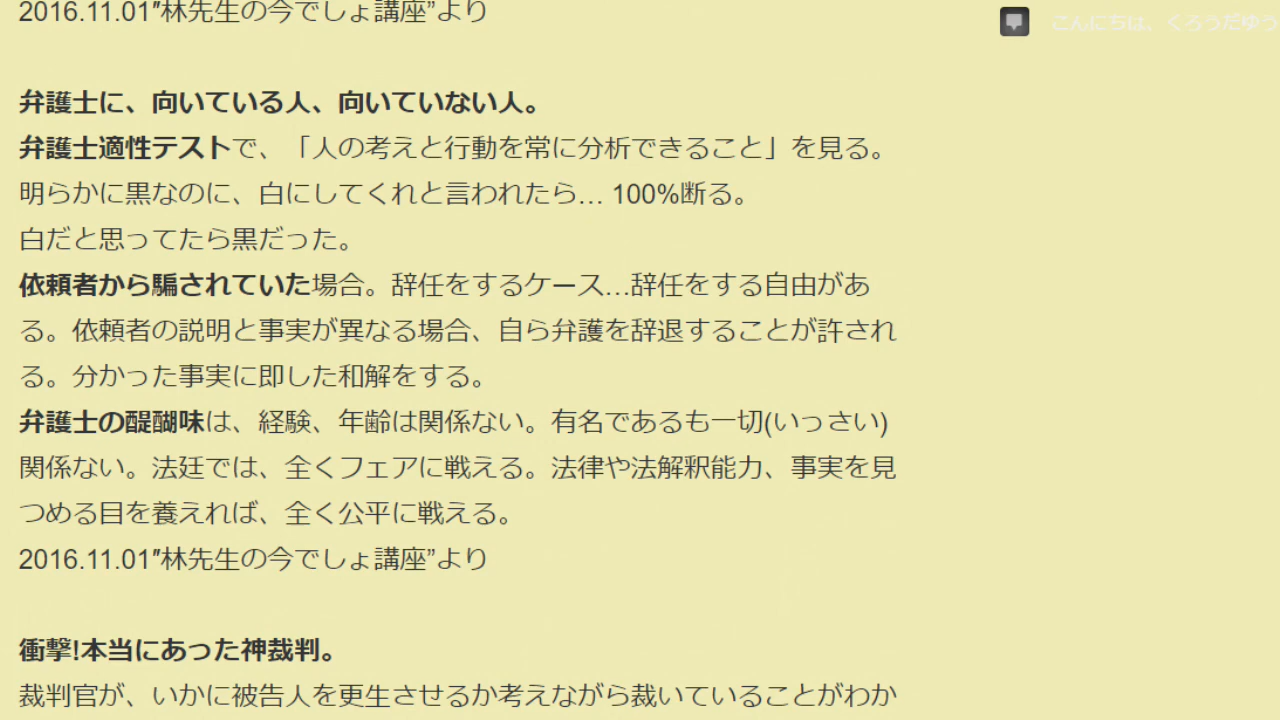 2016.11.01″林先生の今でしょ講座”より
こんにちは、くろうだゆう
弁護士に、向いている人、向いていない人。
弁護士適性テストで、「人の考えと行動を常に分析できること」を見る。
明らかに黒なのに、白にしてくれと言われたら… 100%断る。
白だと思ってたら黒だった。
依頼者から騙されていた場合。辞任をするケース…辞任をする自由があ
る。依頼者の説明と事実が異なる場合、自ら弁護を辞退することが許され
る。分かった事実に即した和解をする。
弁護士の醍醐味は、経験、年齢は関係ない。有名であるも一切(いっさい)
関係ない。法廷では、全くフェアに戦える。法律や法解釈能力、事実を見
つめる目を養えれば、全く公平に戦える。
2016.11.01″林先生の今でしょ講座”より
衝撃!本当にあった神裁判。
裁判官が、いかに被告人を更生させるか考えながら裁いていることがわか